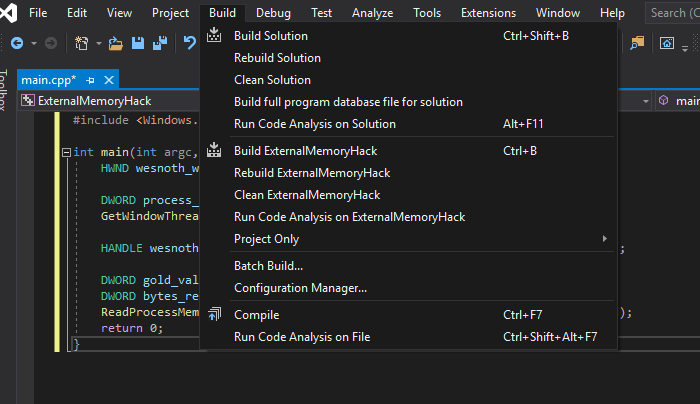 File Edit View Project Build Debug Test Analyze Tools Extensions Window Help Search (C
Build Solution Ctrl+Shift+B
Rebuild Solution
Clean Solution
Build full program database file for solution
Run Code Analysis on Solution Alt+F11
Build ExternalMemoryHack Ctrl+B
Rebuild ExternalMemoryHack
Clean ExternalMemoryHack
Run Code Analysis on ExternalMemoryHack
Project Only
Batch Build...
Configuration Manager...
Compile Ctrl+F7
Run Code Analysis on File Ctrl+Shift+Alt+F7
Toolbox
main.cpp*
ExternalMemoryHack
mai
#include <Windows.
int main(int argc,
HWND wesnoth_w
DWORD process_
GetWindowThrea
HANDLE wesnoth ;
DWORD gold_val
DWORD bytes_re
ReadProcessMem );
return 0;
}